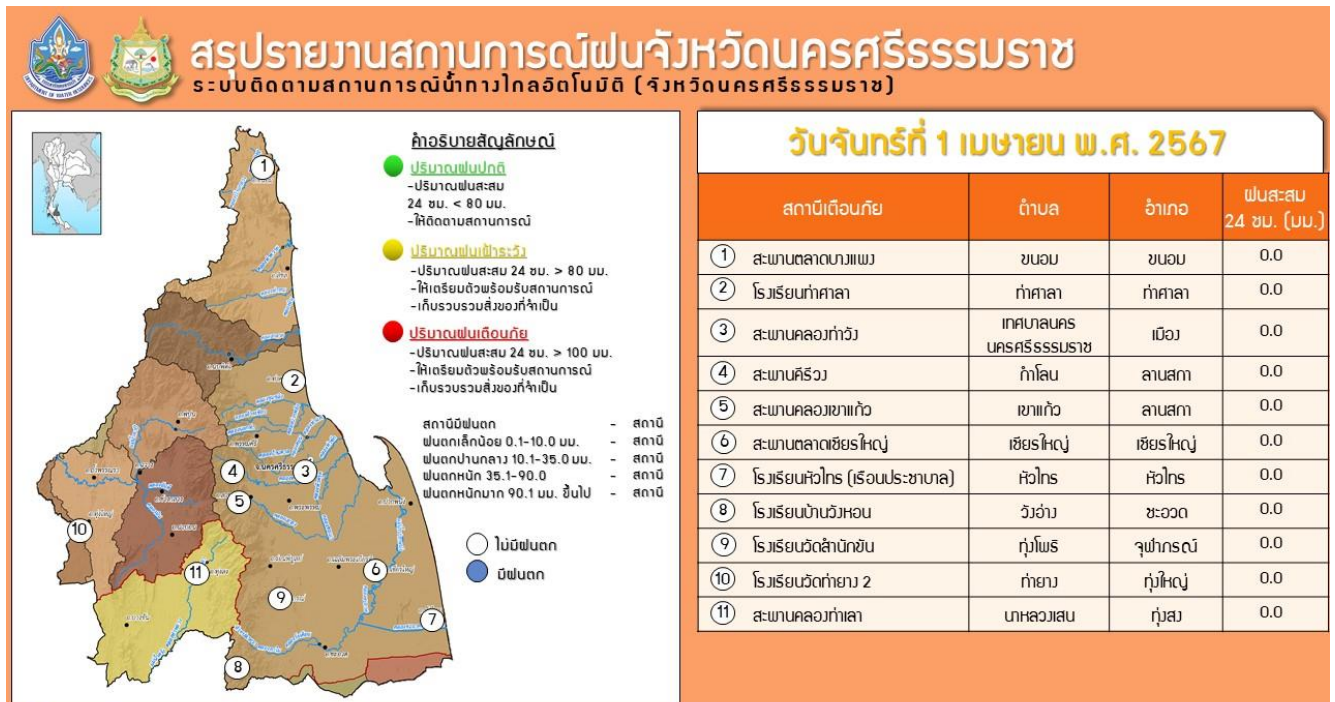 สรุปรายงานสถานการณ์ฝนจังหวัดนครศรีธรรมราช
ระบบติดตามสถานการณ์น้ำทางไกลอัตโนมัติ (จังหวัดนครศรีธรรมราช)
คำอธิบายสัญลักษณ์
ปริมาณฝนปกติ
-ปริมาณฝนสะสม
24 ชม. < 80 มม.
-ให้ติดตามสถานการณ์
ปริมาณฝนเฝ้าระวัง
-ปริมาณฝนสะสม 24 ชม. > 80 มม.
-ให้เตรียมตัวพร้อมรับสถานการณ์
-เก็บรวบรวมสิ่งของที่จำเป็น
ปริมาณฝนเตือนภัย
-ปริมาณฝนสะสม 24 ชม. > 100 มม.
-ให้เตรียมตัวพร้อมรับสถานการณ์
-เก็บรวบรวมสิ่งของที่จำเป็น
สถานีมีฝนตก - สถานี
ฝนตกเล็กน้อย 0.1-10.0 มม. - สถานี
ฝนตกปานกลาง 10.1-35.0 มม. - สถานี
ฝนตกหนัก 35.1-90.0 - สถานี
ฝนตกหนักมาก 90.1 มม. ขึ้นไป - สถานี
ไม่มีฝนตก
มีฝนตก
1
2
3
4
5
6
7
8
9
10
11
วันจันทร์ที่ 1 เมษายน พ.ศ. 2567
สถานีเตือนภัย ตำบล อำเภอ ฝนสะสม
24 ชม. (มม.)
1 สะพานตลาดบางแพง ขนอม ขนอม 0.0
2 โรงเรียนท่าศาลา ท่าศาลา ท่าศาลา 0.0
3 สะพานคลองท่าวัง เทศบาลนคร
นครศรีธรรมราช เมือง 0.0
4 สะพานคีรีวง กำโลน ลานสกา 0.0
5 สะพานคลองเขาแก้ว เขาแก้ว ลานสกา 0.0
6 สะพานตลาดเชียรใหญ่ เชียรใหญ่ เชียรใหญ่ 0.0
7 โรงเรียนหัวไทร (เรือนประชาบาล) หัวไทร หัวไทร 0.0
8 โรงเรียนบ้านวังหอน วังอ่าง ชะอวด 0.0
9 โรงเรียนวัดสำนักขัน ทุ่งโพธิ จุฬาภรณ์ 0.0
10 โรงเรียนวัดท่ายาง 2 ท่ายาง ทุ่งใหญ่ 0.0
11 สะพานคลองท่าเลา นาหลวงเสน ทุ่งสง 0.0